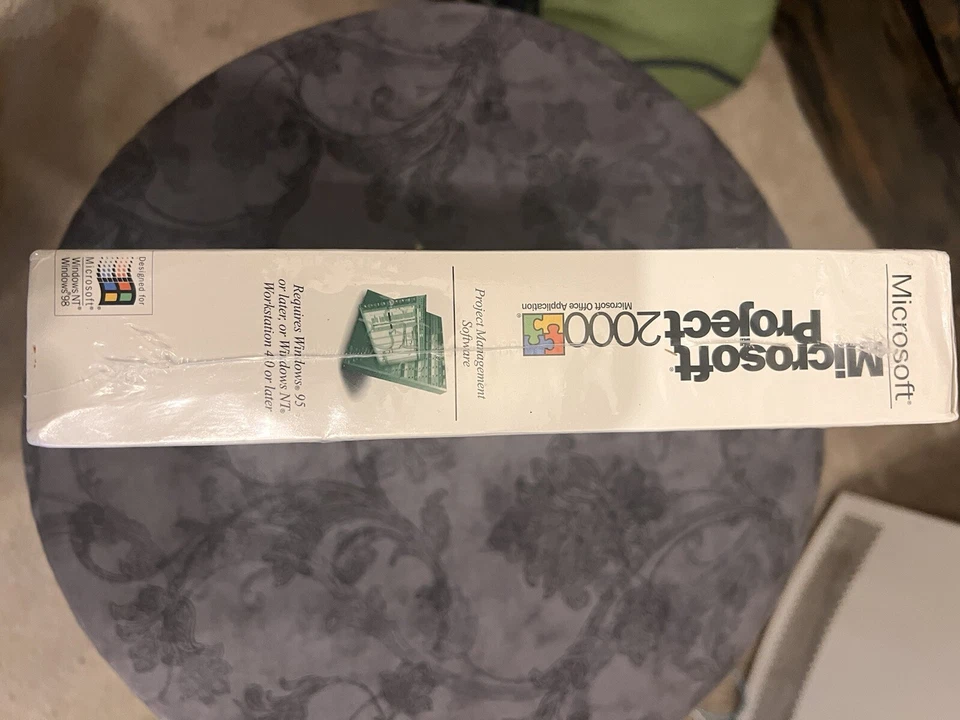 Microsoft®
Microsoft®
Project
2000
Microsoft Office Application
Project Management
Software
Requires Windows® 95
or later, or Windows NT®
Workstation 4.0 or later
Designed for
Microsoft®
Windows NT®
Windows®98